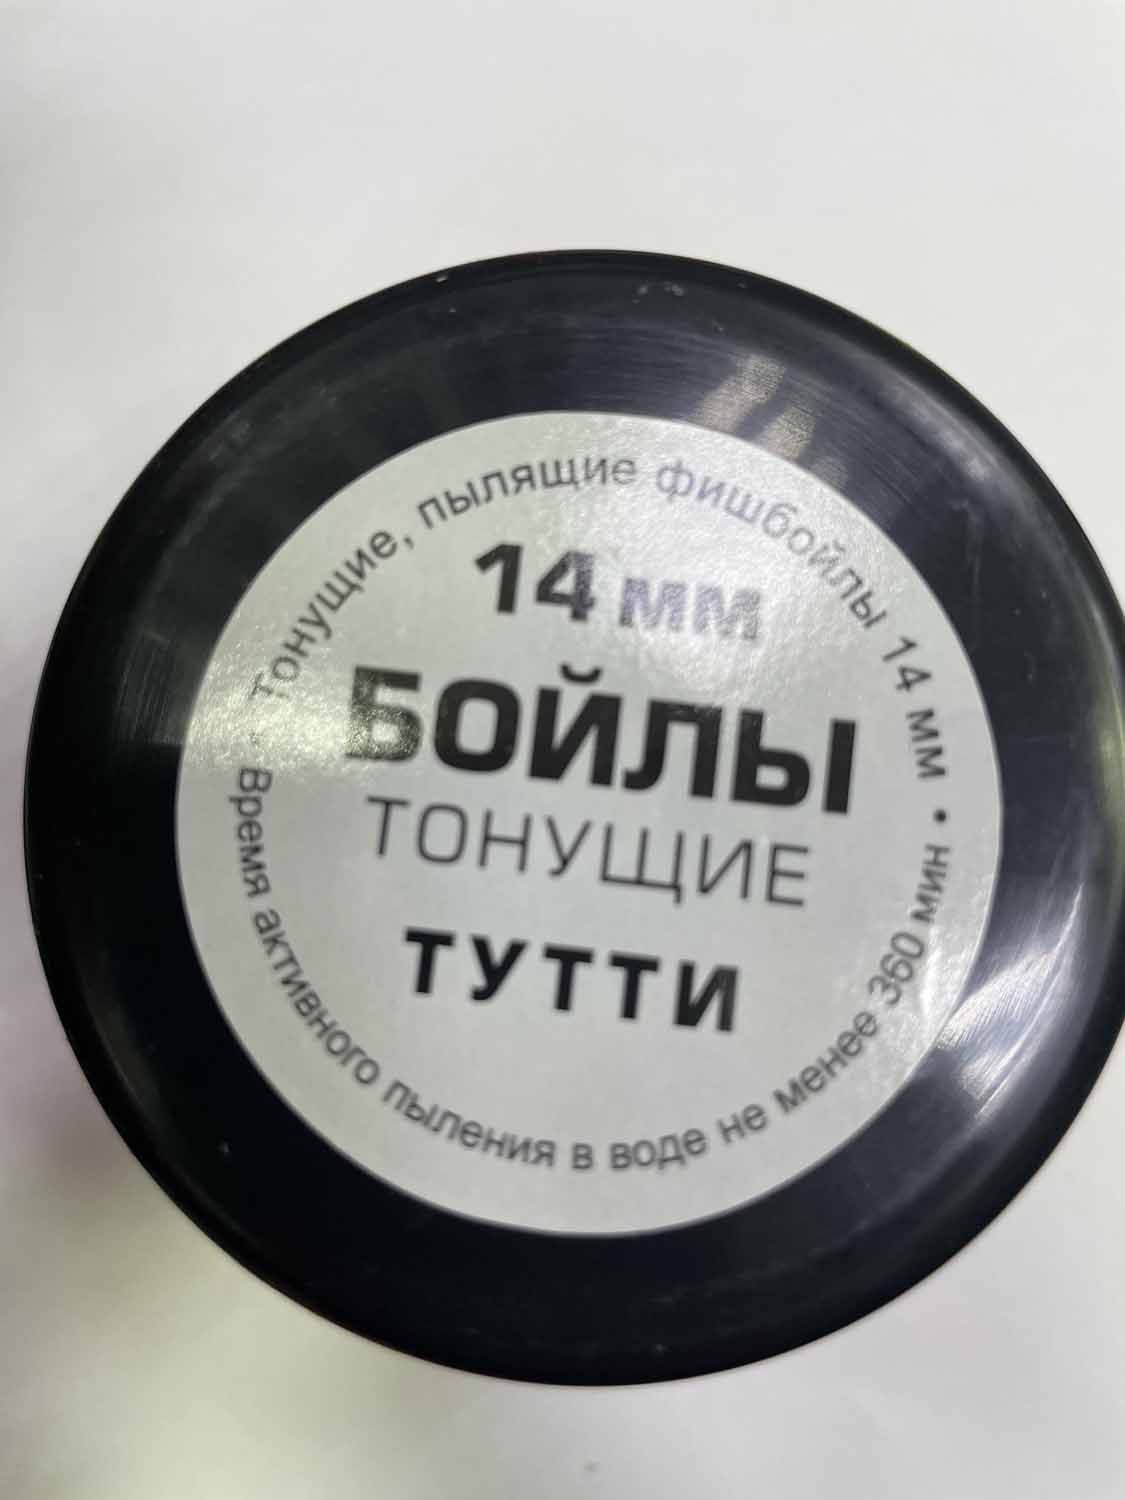 Тонущие, пылящие фишбойлы 14 мм •
14 мм
БОЙЛЫ
ТОНУЩИЕ
ТУТТИ
Время активного пыления в воде не менее 360 мин